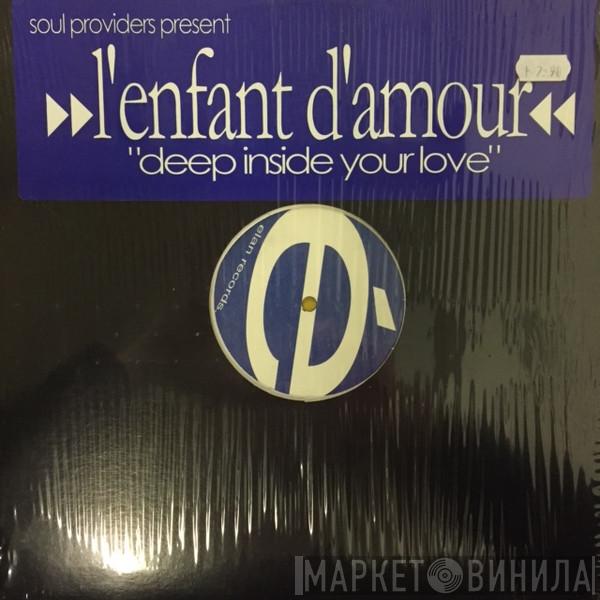 soul providers present
l'enfant d'amour
"deep inside your love"
elan records
МАРКЕТ ВИНИЛА